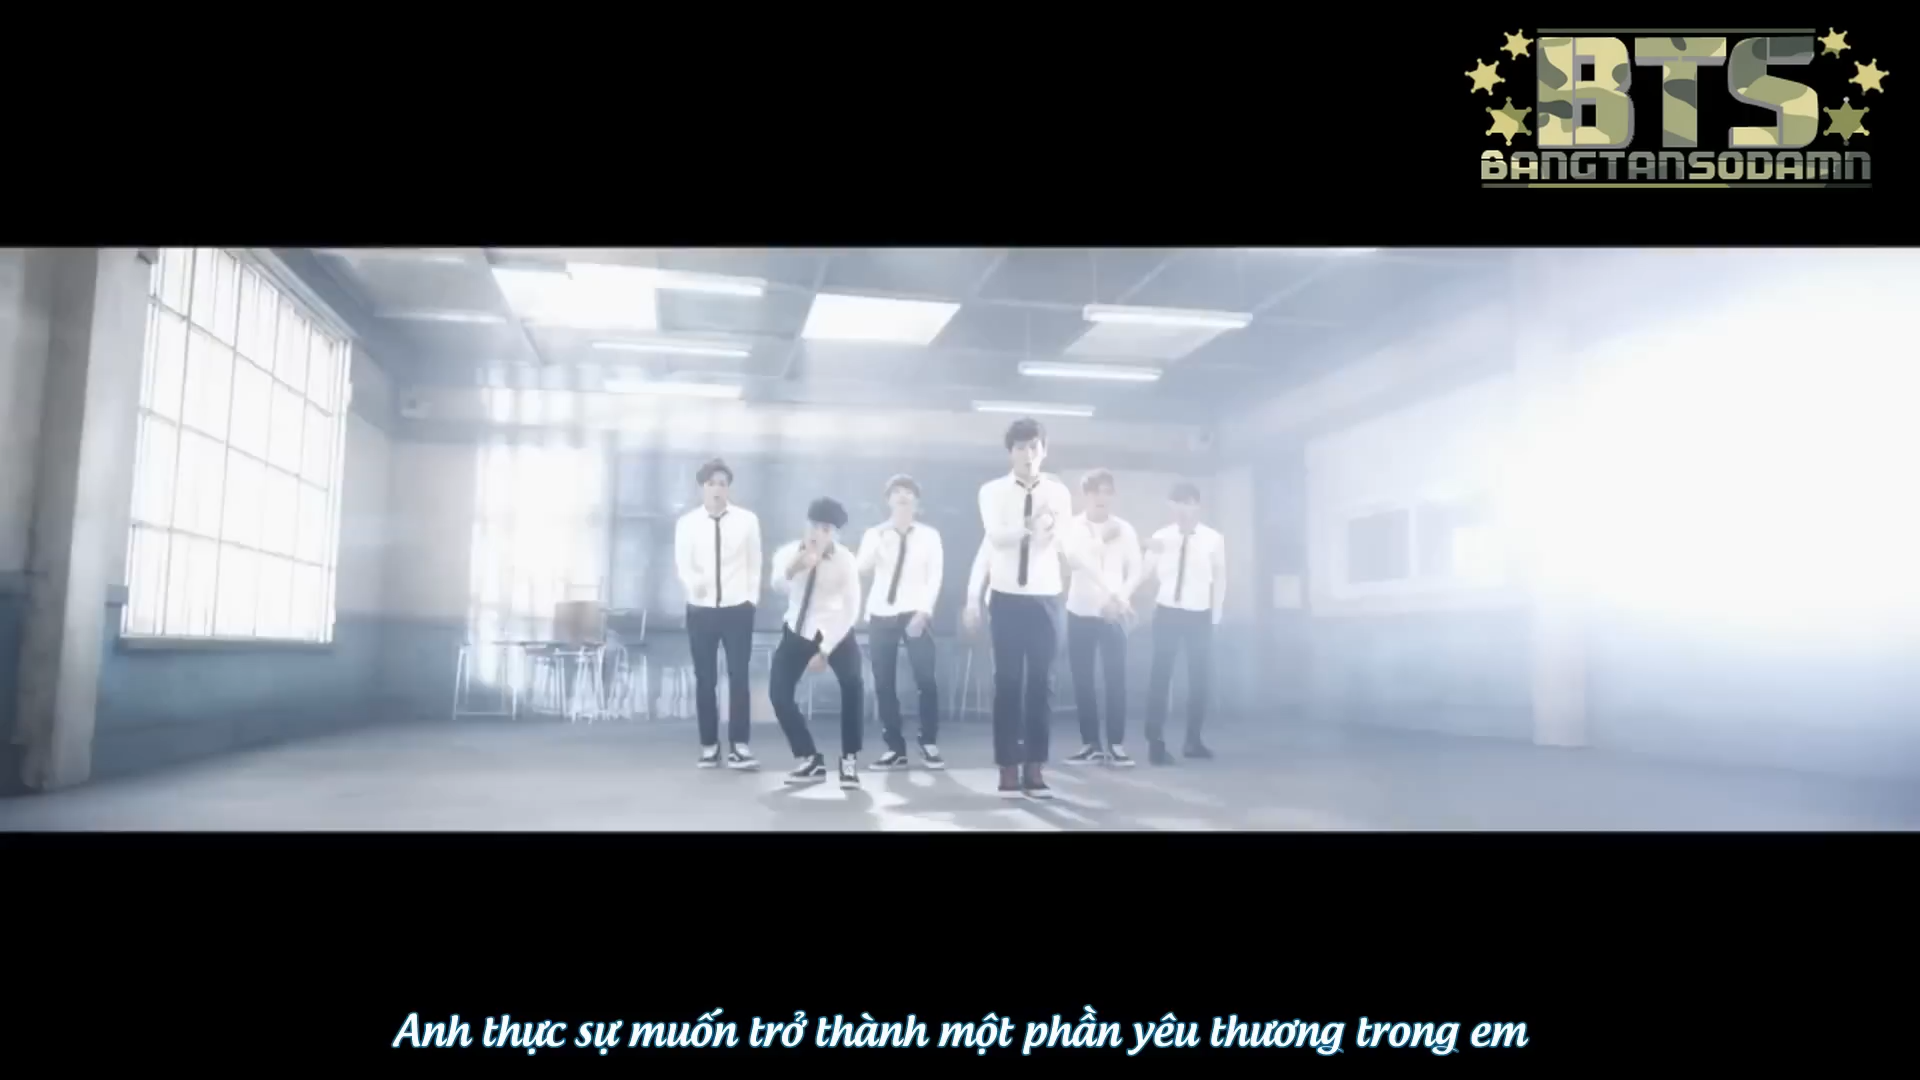 BTS
BANGTANSODAMN
Anh thực sự muốn trở thành một phần yêu thương trong em